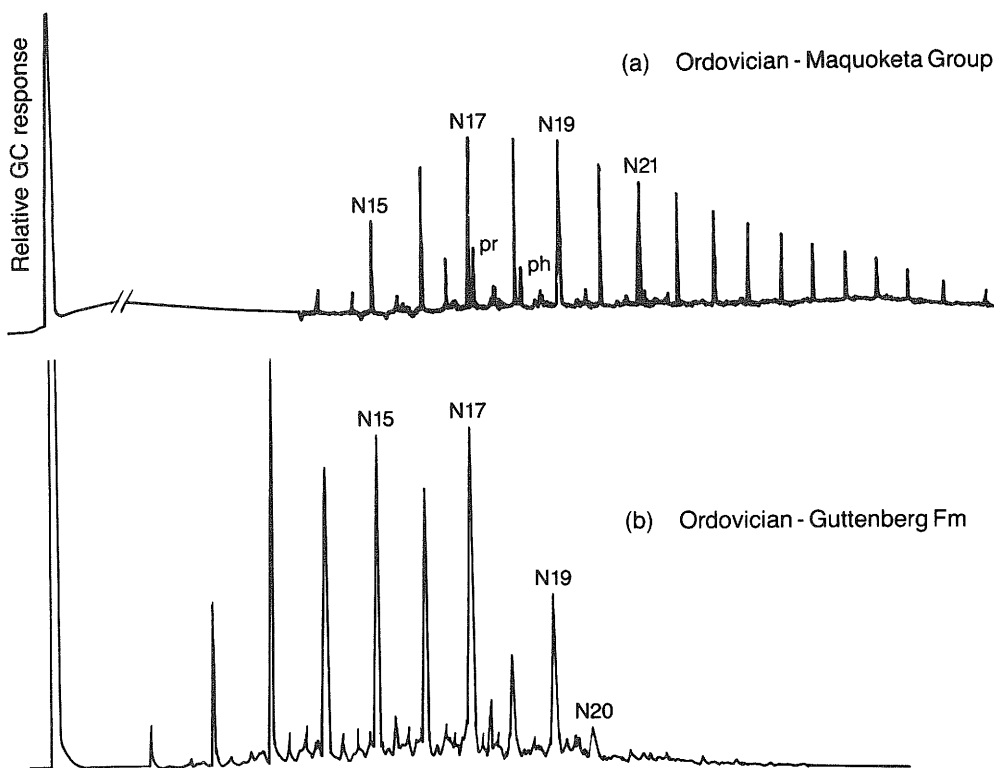 Relative GC response
(a) Ordovician - Maquoketa Group
N17
N19
N21
N15
pr
ph
N15
N17
(b) Ordovician - Guttenberg Fm
N19
N20